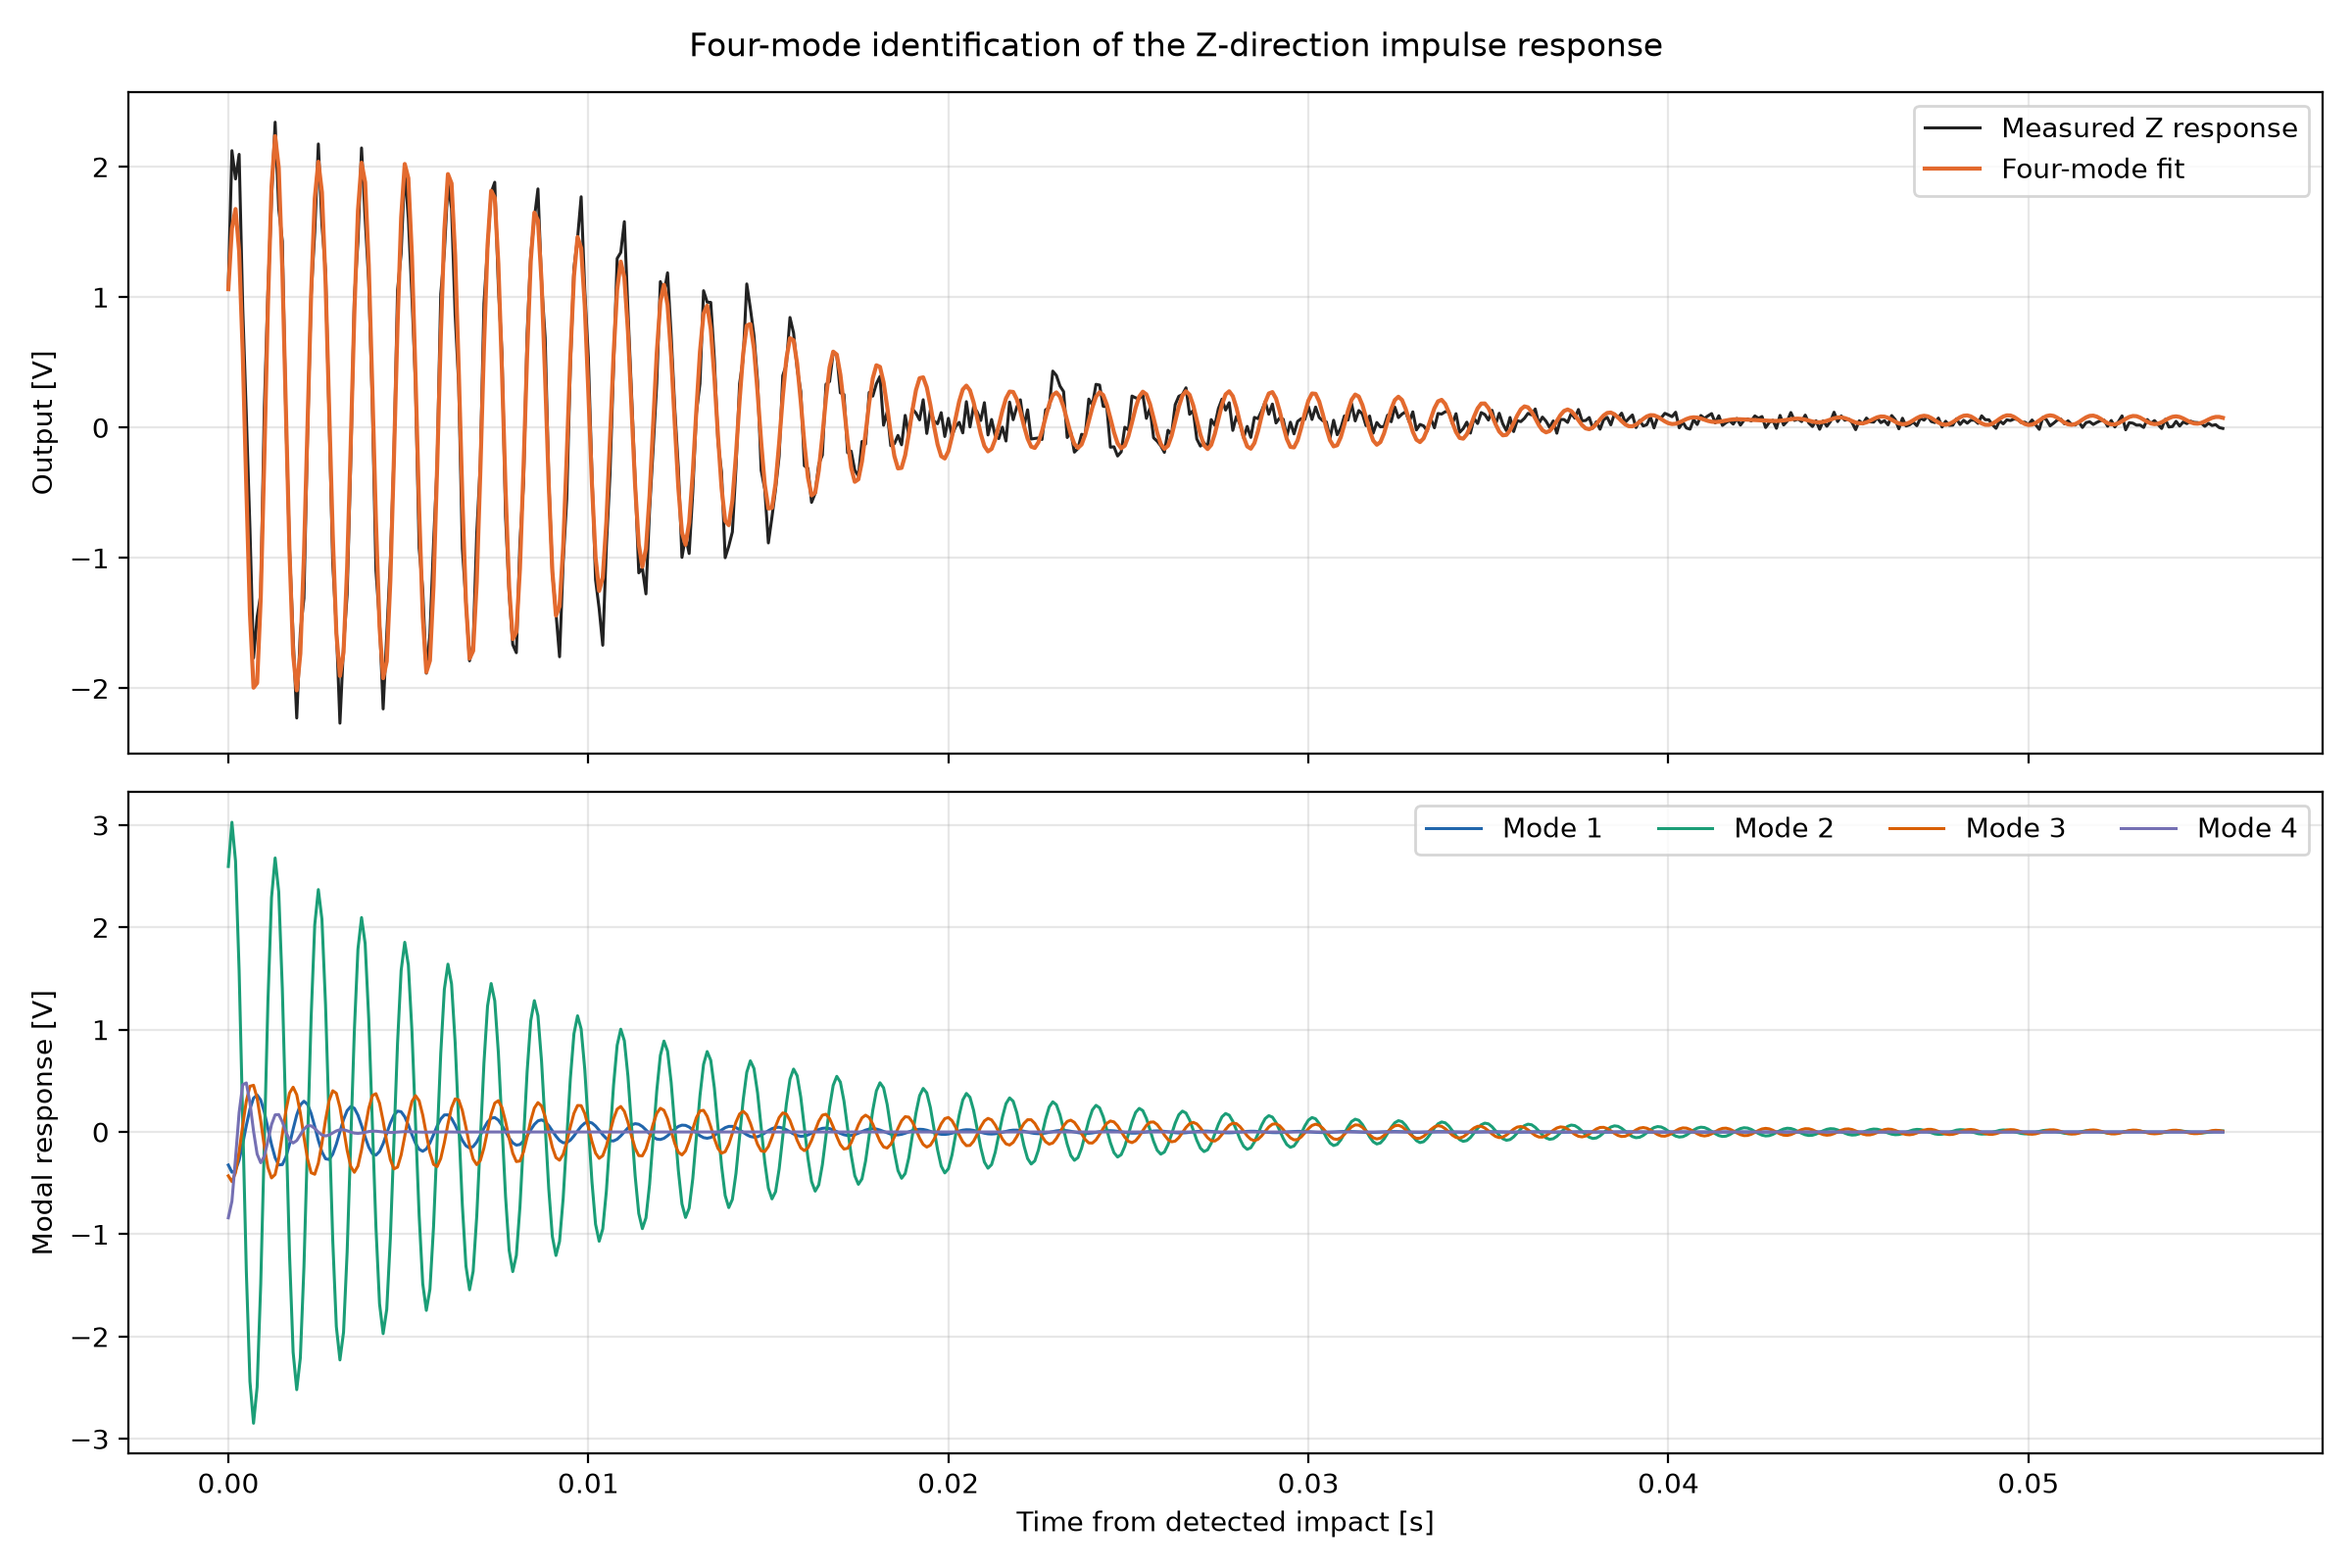 Four-mode identification of the Z-direction impulse response
Measured Z response
Four-mode fit
Output [V]
2
1
0
−1
−2
Mode 1 Mode 2 Mode 3 Mode 4
Modal response [V]
3
2
1
0
−1
−2
−3
0.00 0.01 0.02 0.03 0.04 0.05
Time from detected impact [s]